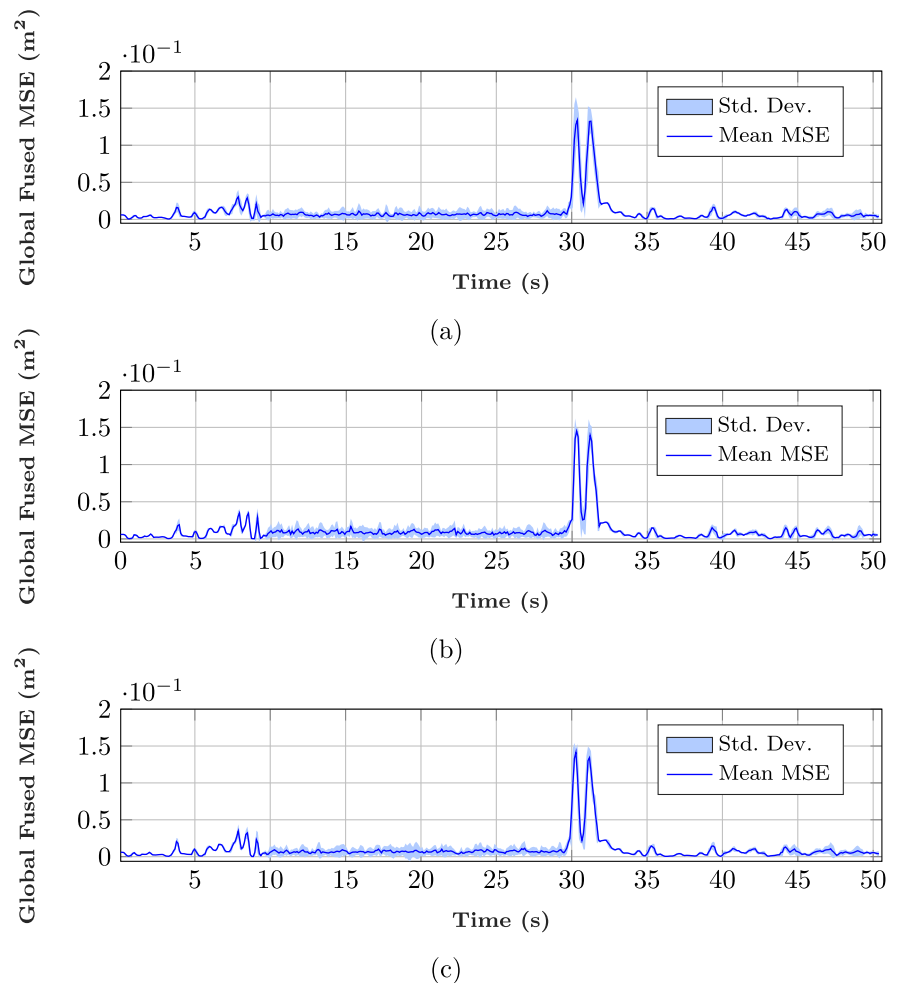 ·10⁻¹
Global Fused MSE (m²)
2
1.5
1
0.5
0
5 10 15 20 25 30 35 40 45 50
Std. Dev.
Mean MSE
Time (s)
(a)
·10⁻¹
Global Fused MSE (m²)
2
1.5
1
0.5
0
0 5 10 15 20 25 30 35 40 45 50
Std. Dev.
Mean MSE
Time (s)
(b)
·10⁻¹
Global Fused MSE (m²)
2
1.5
1
0.5
0
5 10 15 20 25 30 35 40 45 50
Std. Dev.
Mean MSE
Time (s)
(c)